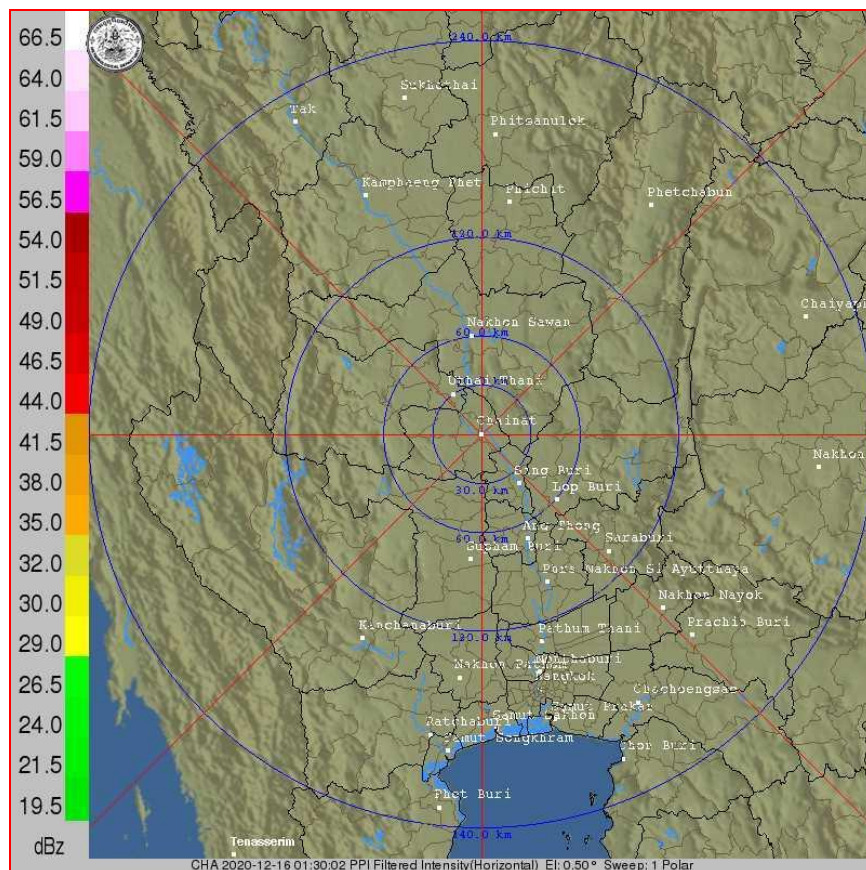 66.5
64.0
61.5
59.0
56.5
54.0
51.5
49.0
46.5
44.0
41.5
38.0
35.0
32.0
30.0
29.0
26.5
24.0
21.5
19.5
dBz
240.0 km
Sukhothai
Tak
Phitsanulok
Kamphaeng Phet
Phichit
Phetchabun
120.0 km
Chaiyaph
Nakhon Sawan
60.0 km
Uthai Thani
Chainat
Nakhon
Sing Buri
30.0 km
Lop Buri
Ang Thong
60.0 km
Saraburi
Suphan Buri
Pora Nakhon Si Ayutthaya
Nakhon Nayok
Kanchanaburi
120.0 km
Pathum Thani
Prachin Buri
Nonthaburi
Nakhon Pathom
Bangkok
Chachoengsao
Samut Prakan
Samut Sakhon
Ratchaburi
Samut Songkhram
Chon Buri
Phet Buri
240.0 km
Tenasserim
CHA 2020-12-16 01:30:02 PPI Filtered Intensity(Horizontal) El: 0.50° Sweep: 1 Polar